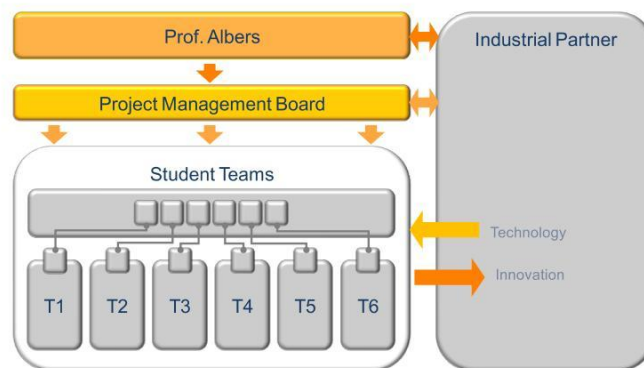 Prof. Albers
Industrial Partner
Project Management Board
Student Teams
Technology
Innovation
T1
T2
T3
T4
T5
T6